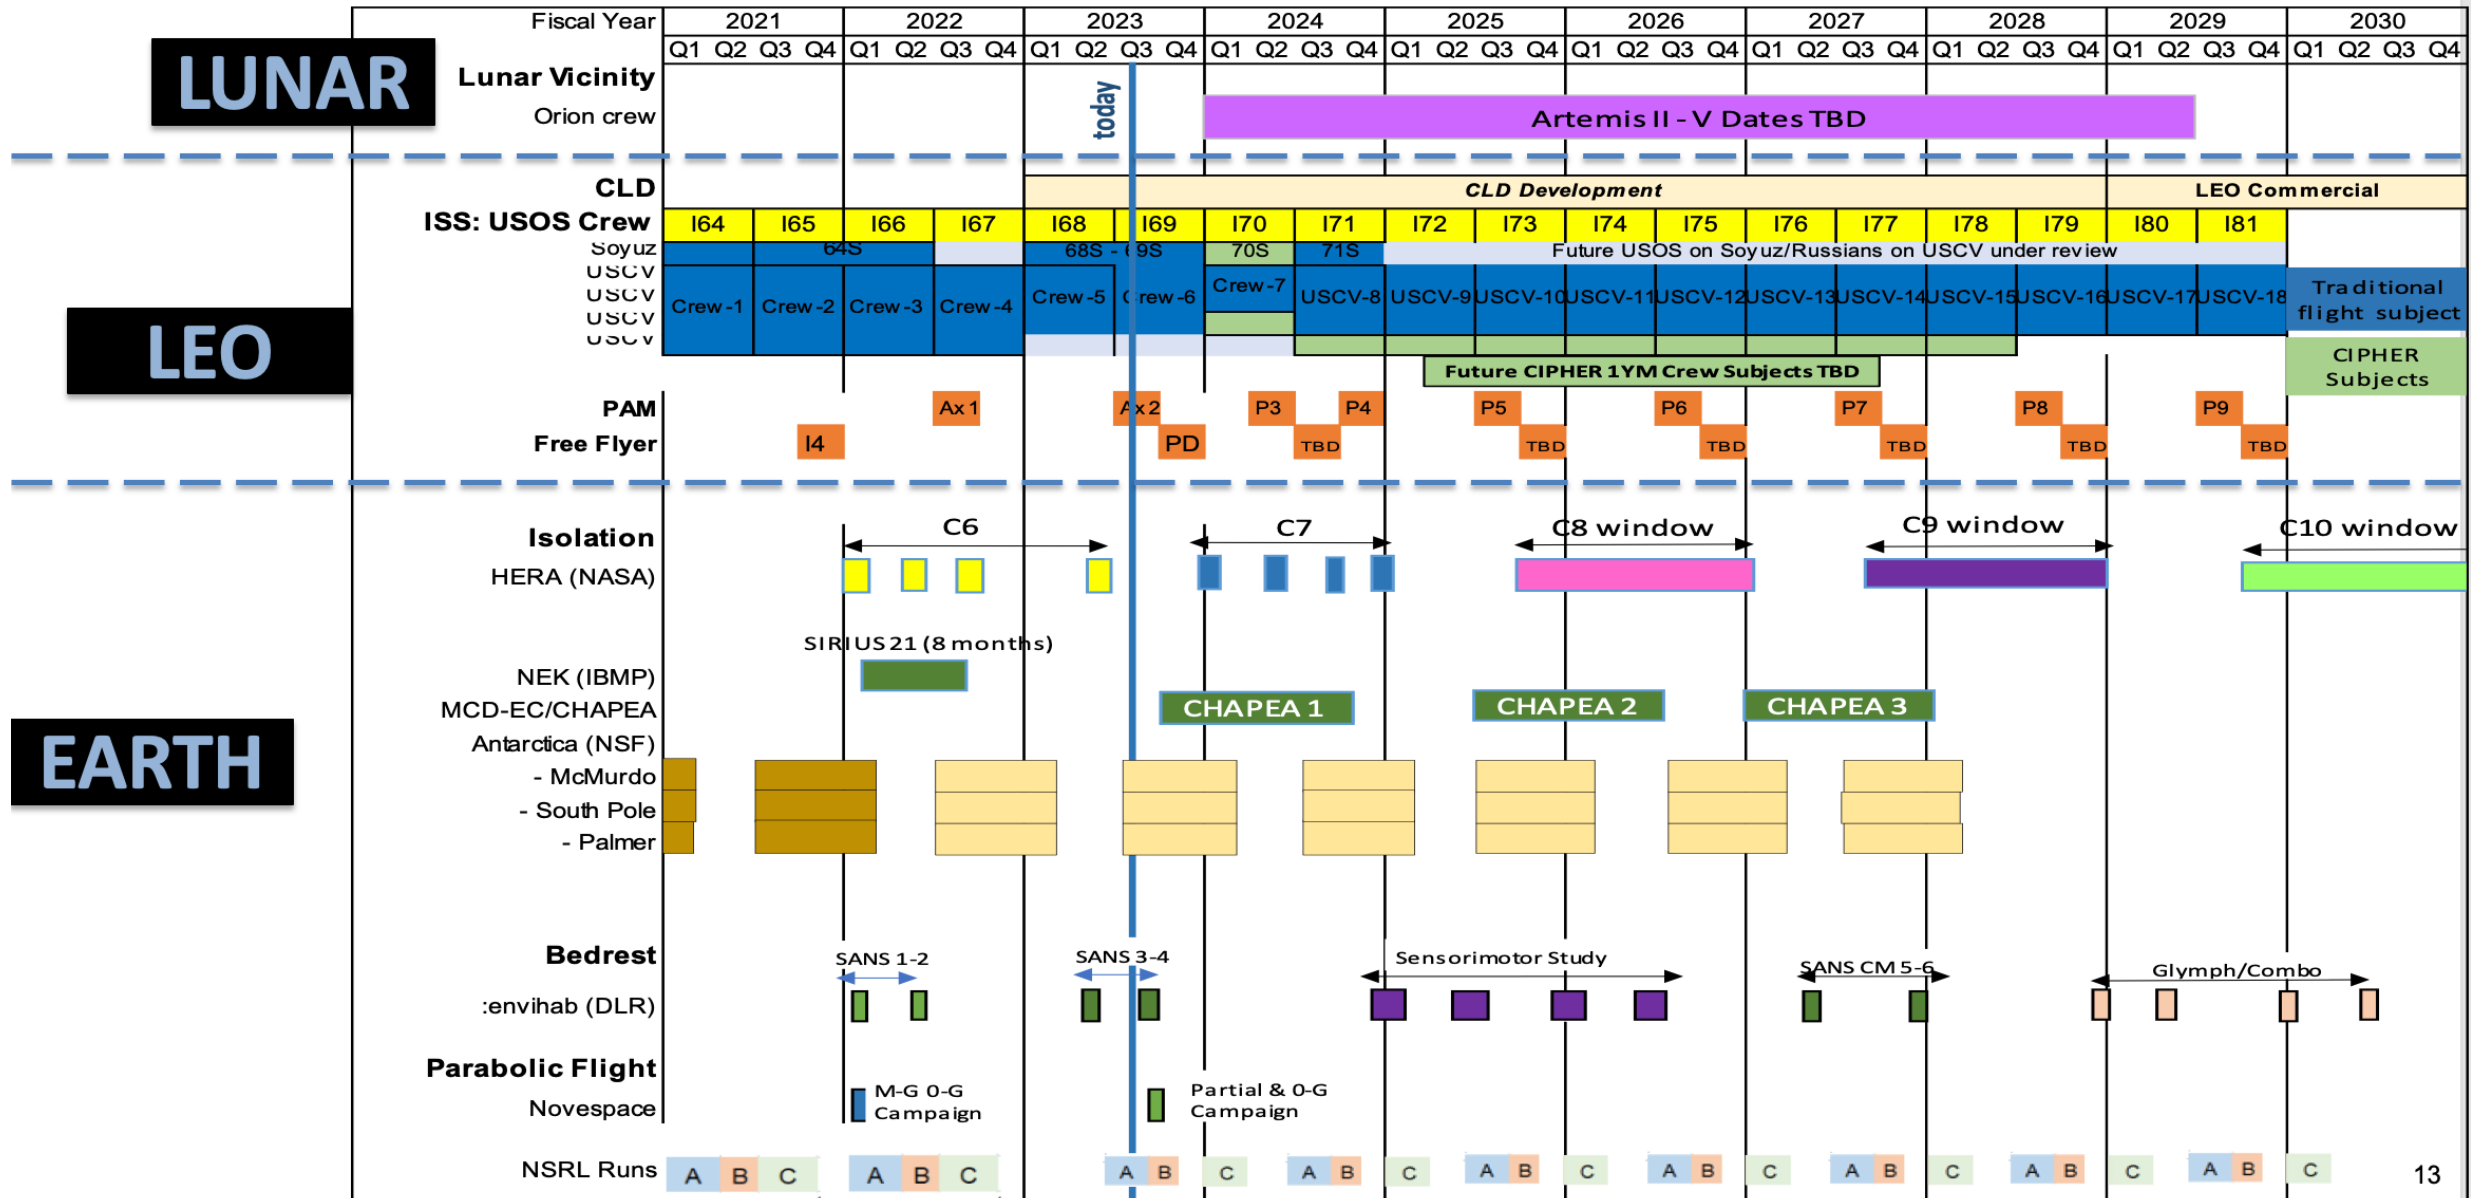 Fiscal Year 2021 2022 2023 2024 2025 2026 2027 2028 2029 2030
Q1 Q2 Q3 Q4 Q1 Q2 Q3 Q4 Q1 Q2 Q3 Q4 Q1 Q2 Q3 Q4 Q1 Q2 Q3 Q4 Q1 Q2 Q3 Q4 Q1 Q2 Q3 Q4 Q1 Q2 Q3 Q4 Q1 Q2 Q3 Q4 Q1 Q2 Q3 Q4
LUNAR
Lunar Vicinity
today
Orion crew Artemis II - V Dates TBD
CLD CLD Development LEO Commercial
ISS: USOS Crew I64 I65 I66 I67 I68 I69 I70 I71 I72 I73 I74 I75 I76 I77 I78 I79 I80 I81
Soyuz 64S 68S - 69S 70S 71S Future USOS on Soyuz/Russians on USCV under review
USCV
USCV
USCV
USCV
Crew-1 Crew-2 Crew-3 Crew-4 Crew-5 Crew-6 Crew-7 USCV-8 USCV-9 USCV-10 USCV-11 USCV-12 USCV-13 USCV-14 USCV-15 USCV-16 USCV-17 USCV-18
Traditional
flight subject
LEO
Future CIPHER 1YM Crew Subjects TBD
CIPHER
Subjects
PAM Ax1 Ax2 P3 P4 P5 P6 P7 P8 P9
Free Flyer I4 PD TBD TBD TBD TBD TBD TBD
Isolation C6 C7 C8 window C9 window C10 window
HERA (NASA)
SIRIUS21 (8 months)
NEK (IBMP)
MCD-EC/CHAPEA CHAPEA 1 CHAPEA 2 CHAPEA 3
Antarctica (NSF)
EARTH
- McMurdo
- South Pole
- Palmer
Bedrest SANS 1-2 SANS 3-4 Sensorimotor Study SANS CM 5-6 Glymph/Combo
:envihab (DLR)
Parabolic Flight
Novespace
M-G 0-G
Campaign
Partial & 0-G
Campaign
NSRL Runs A B C A B C A B C A B C A B C A B C A B C A B C A B C
13